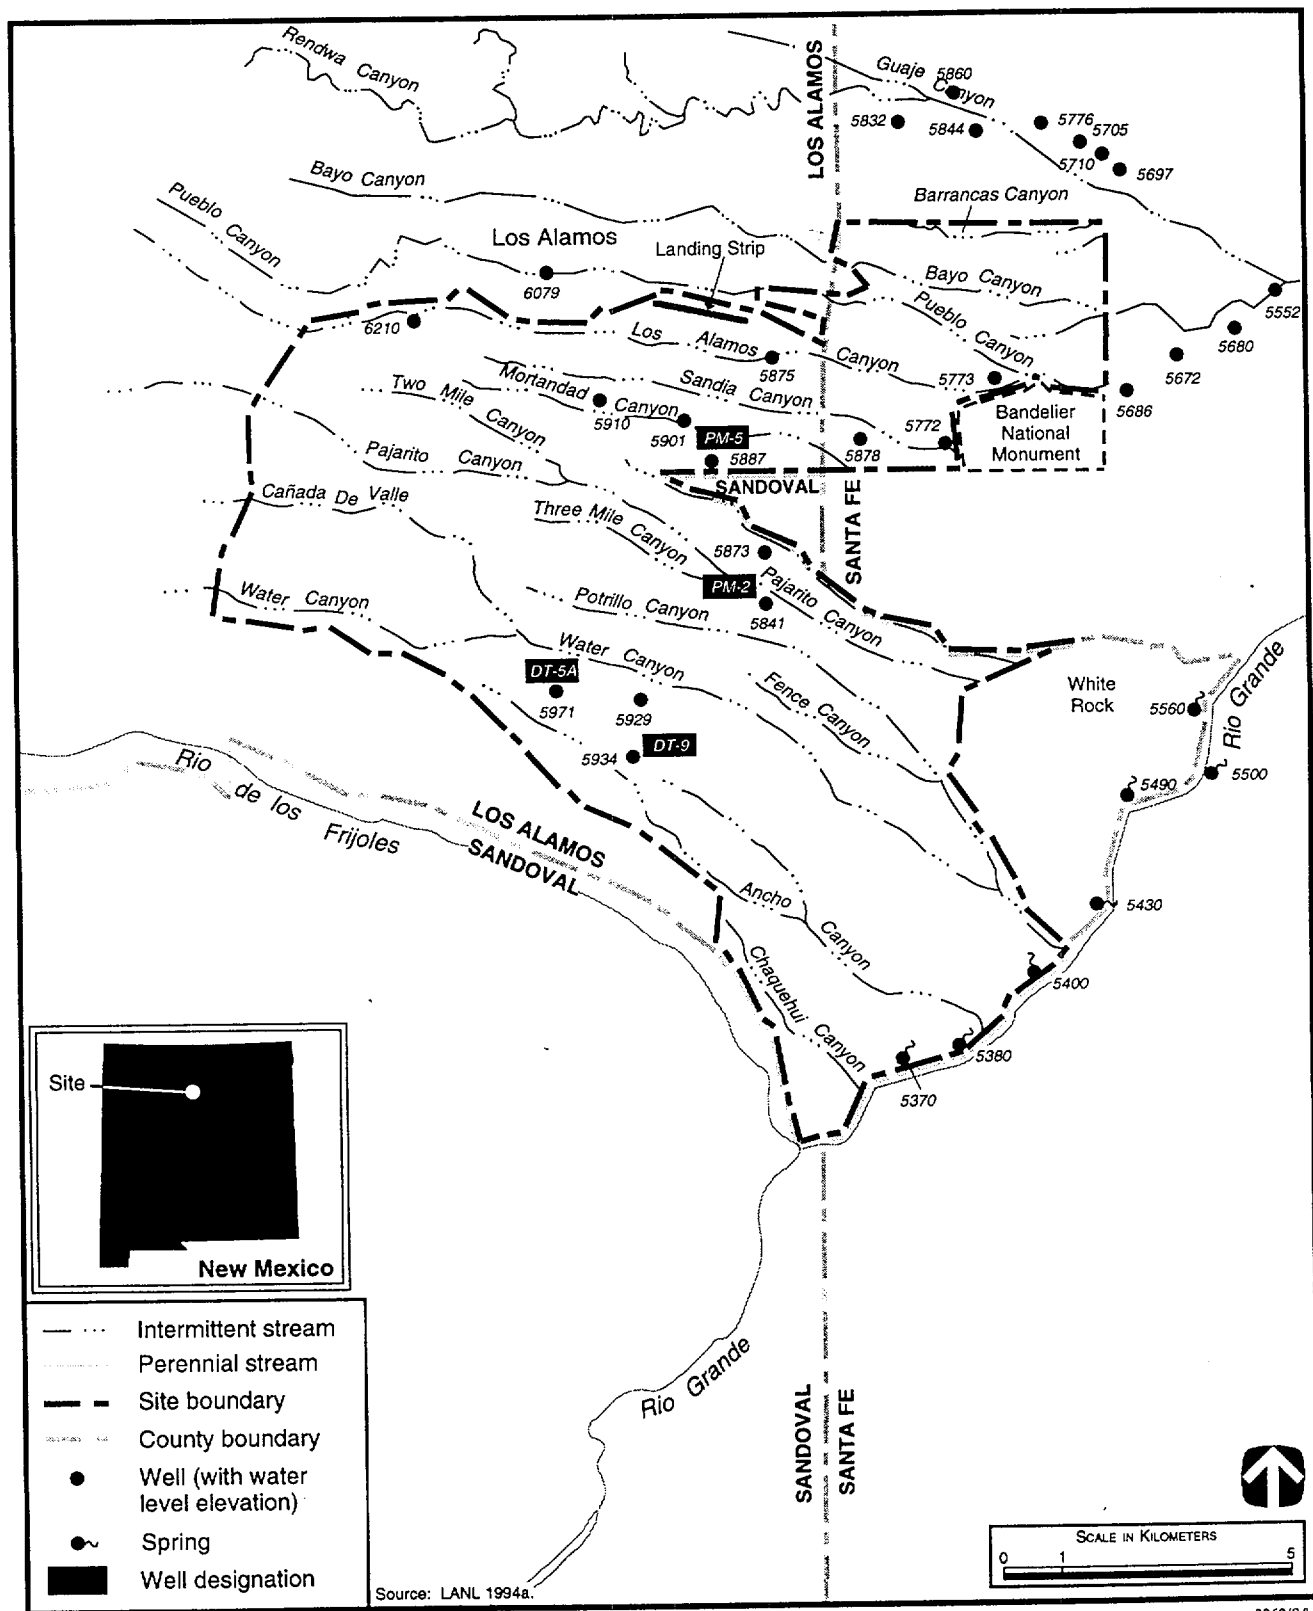 Rendwa Canyon
LOS ALAMOS
Guaje Canyon
5860
5832
5844
5776
5705
5710
5697
Bayo Canyon
Pueblo Canyon
Barrancas Canyon
Los Alamos
Landing Strip
6079
Bayo Canyon
Pueblo Canyon
5552
5680
5672
6210
Los Alamos Canyon
5875
5773
5686
Two Mile Canyon
Mortandad Canyon
Sandia Canyon
5910
5901
PM-5
5887
5878
5772
Bandelier
National
Monument
Pajarito Canyon
SANDOVAL
SANTA FE
Cañada De Valle
Three Mile Canyon
5873
PM-2
5841
Pajarito Canyon
Water Canyon
Potrillo Canyon
Water Canyon
DT-5A
5971
5929
Fence Canyon
White
Rock
5560
Rio Grande
5934
DT-9
5490
5500
Rio de los Frijoles
LOS ALAMOS
SANDOVAL
Ancho Canyon
5430
Chaquehui Canyon
5400
5380
5370
Site
New Mexico
Rio Grande
SANDOVAL
SANTA FE
Intermittent stream
Perennial stream
Site boundary
County boundary
Well (with water
level elevation)
Spring
Well designation
Source: LANL 1994a.
SCALE IN KILOMETERS
0 1 5